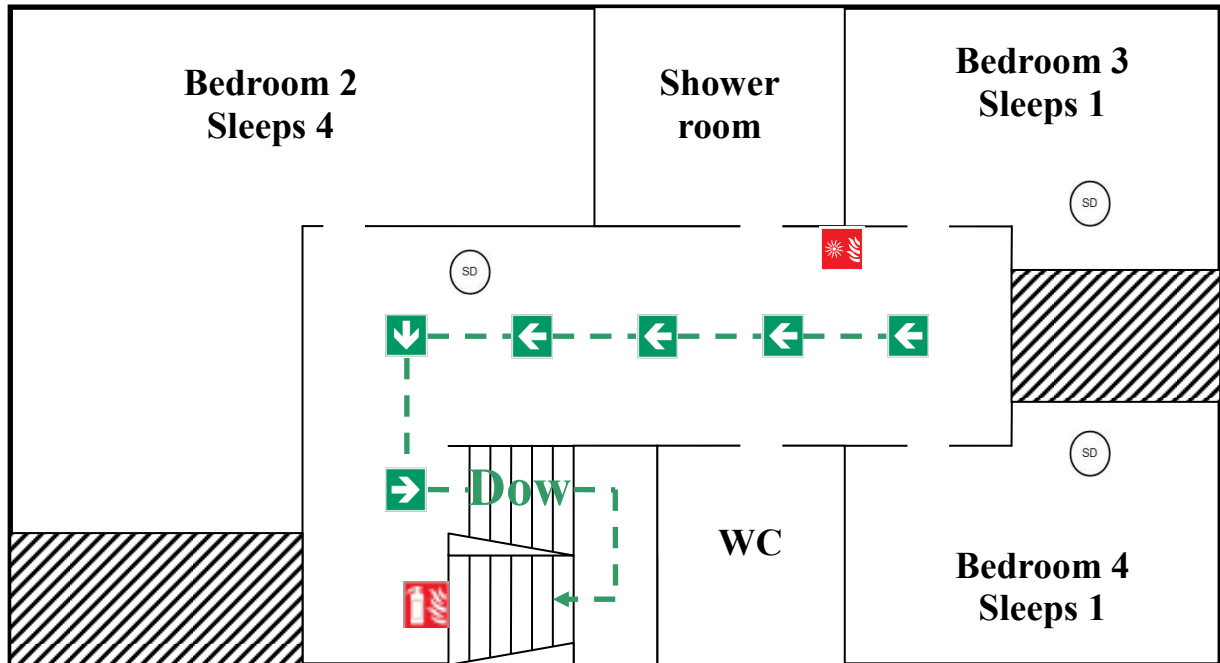 Bedroom 2
Sleeps 4
Shower
room
Bedroom 3
Sleeps 1
SD
SD
SD
Dow
WC
Bedroom 4
Sleeps 1